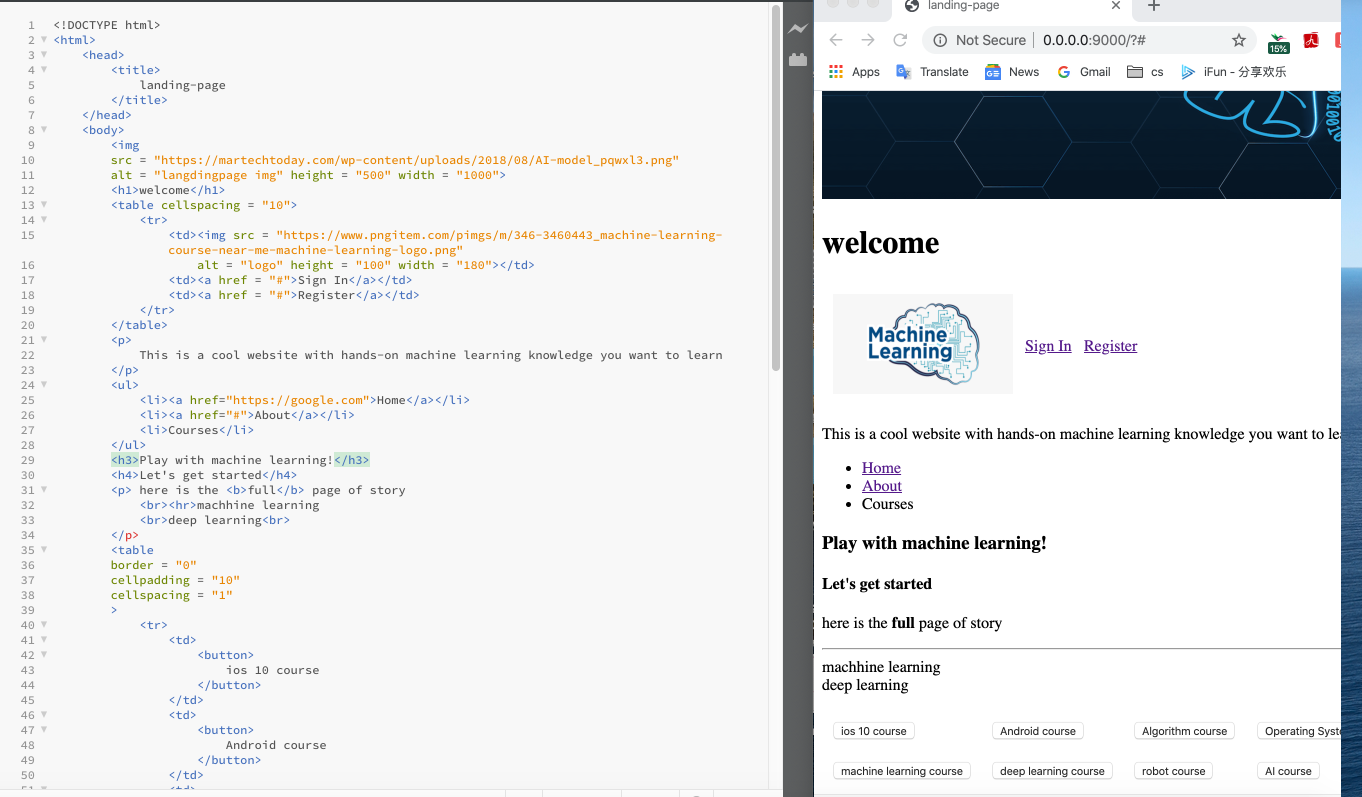 1 <!DOCTYPE html>
2 <html>
3 <head>
4 <title>
5 landing-page
6 </title>
7 </head>
8 <body>
9 <img
10 src = "https://martechtoday.com/wp-content/uploads/2018/08/AI-model_pqwxl3.png"
11 alt = "langdingpage img" height = "500" width = "1000">
12 <h1>welcome</h1>
13 <table cellspacing = "10">
14 <tr>
15 <td><img src = "https://www.pngitem.com/pimgs/m/346-3460443_machine-learning-
course-near-me-machine-learning-logo.png"
16 alt = "logo" height = "100" width = "180"></td>
17 <td><a href = "#">Sign In</a></td>
18 <td><a href = "#">Register</a></td>
19 </tr>
20 </table>
21 <p>
22 This is a cool website with hands-on machine learning knowledge you want to learn
23 </p>
24 <ul>
25 <li><a href="https://google.com">Home</a></li>
26 <li><a href="#">About</a></li>
27 <li>Courses</li>
28 </ul>
29 <h3>Play with machine learning!</h3>
30 <h4>Let's get started</h4>
31 <p> here is the <b>full</b> page of story
32 <br><hr>machhine learning
33 <br>deep learning<br>
34 </p>
35 <table
36 border = "0"
37 cellpadding = "10"
38 cellspacing = "1"
39 >
40 <tr>
41 <td>
42 <button>
43 ios 10 course
44 </button>
45 </td>
46 <td>
47 <button>
48 Android course
49 </button>
50 </td>
landing-page
Not Secure 0.0.0.0:9000/?#
15%
Apps Translate News Gmail cs iFun - 分享欢乐
0010010
welcome
Machine
Learning
Sign In Register
This is a cool website with hands-on machine learning knowledge you want to
Home
About
Courses
Play with machine learning!
Let's get started
here is the full page of story
machhine learning
deep learning
ios 10 course Android course Algorithm course Operating
machine learning course deep learning course robot course AI course